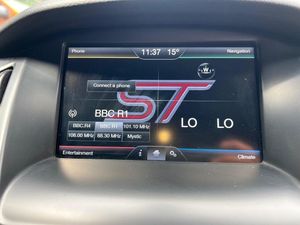 Phone
11:37 15°
Navigation
W
Connect a phone
ST
BBC R1
LO LO
BBC.R4 BBC R1 101.10 MHz
106.00 MHz 88.30 MHz Mystic
Entertainment
i
Climate